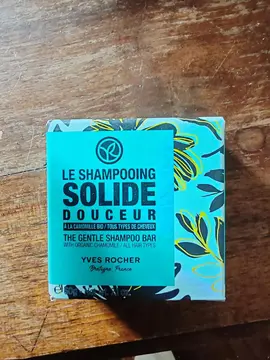 YR
LE SHAMPOOING
SOLIDE
DOUCEUR
À LA CAMOMILLE BIO / TOUS TYPES DE CHEVEUX
THE GENTLE SHAMPOO BAR
WITH ORGANIC CHAMOMILE / ALL HAIR TYPES
YVES ROCHER
Bretagne, France